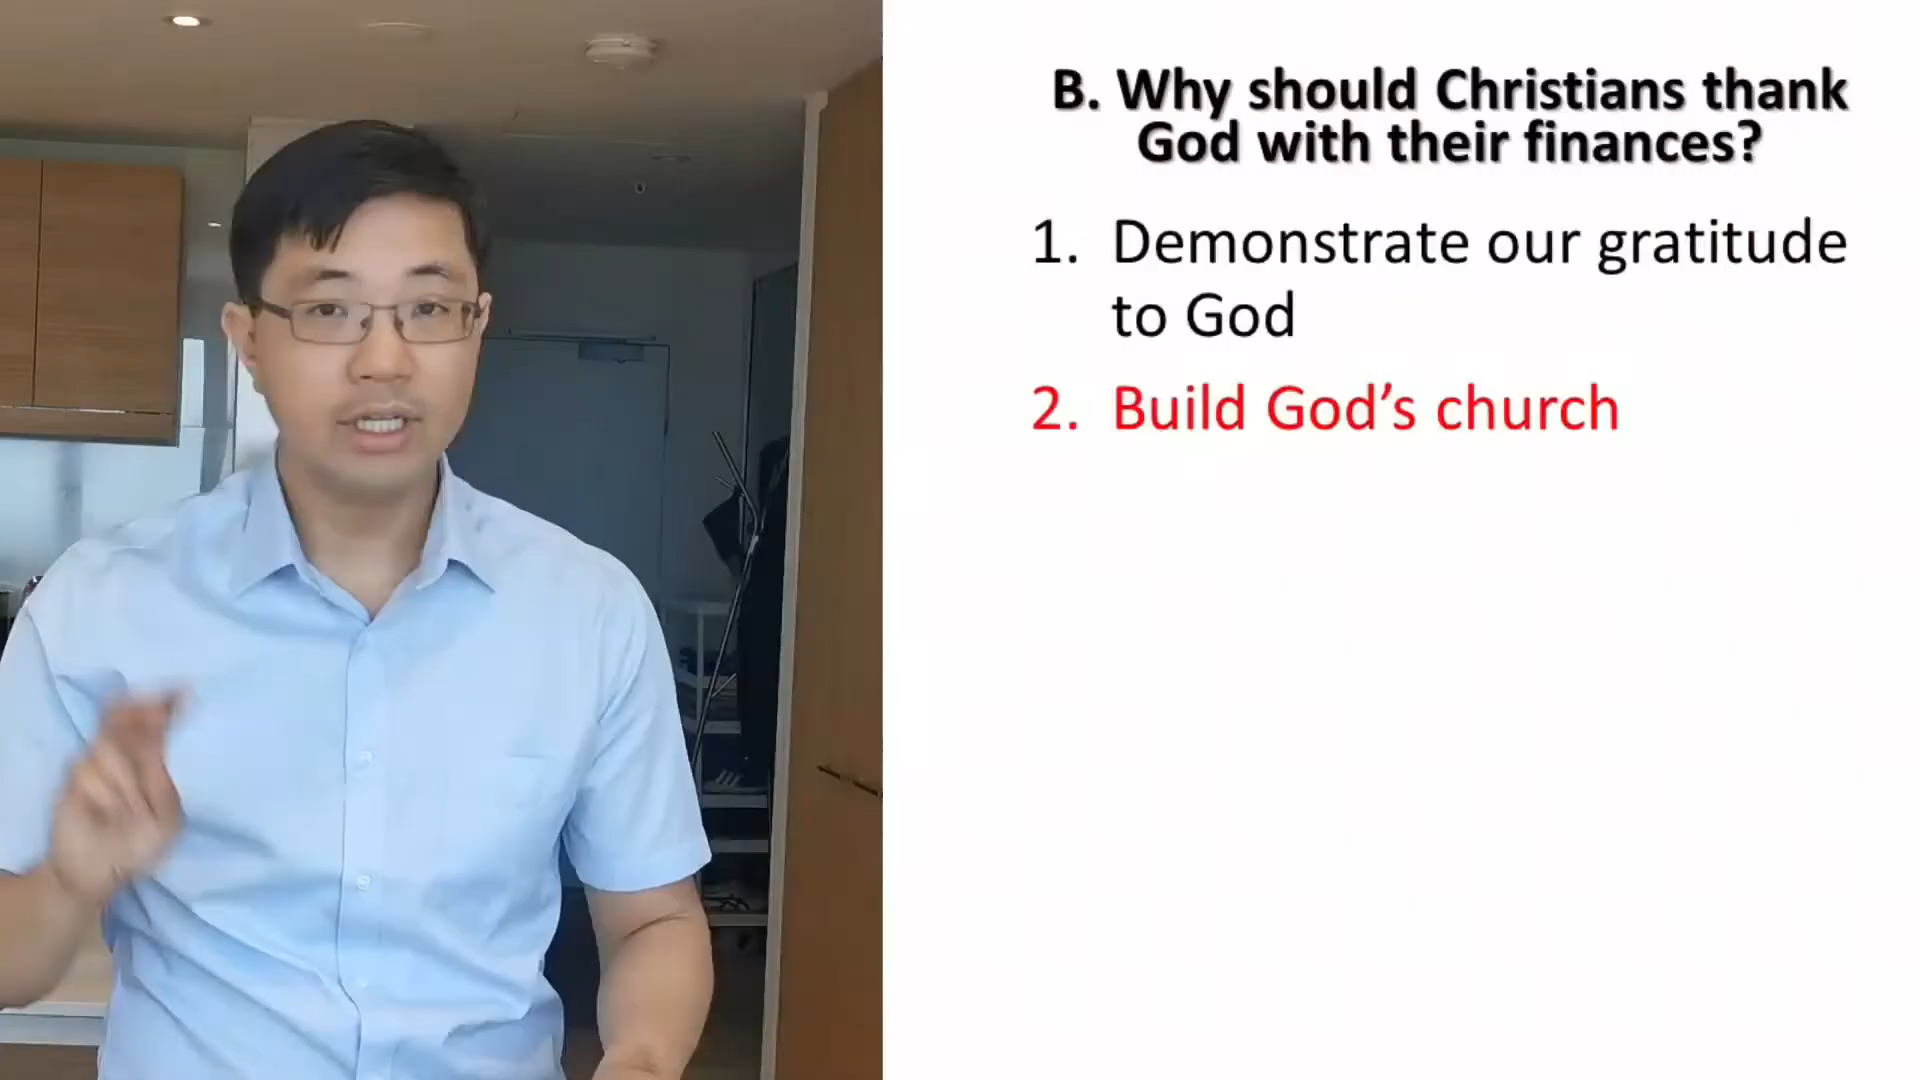 B. Why should Christians thank
God with their finances?
1. Demonstrate our gratitude
to God
2. Build God’s church